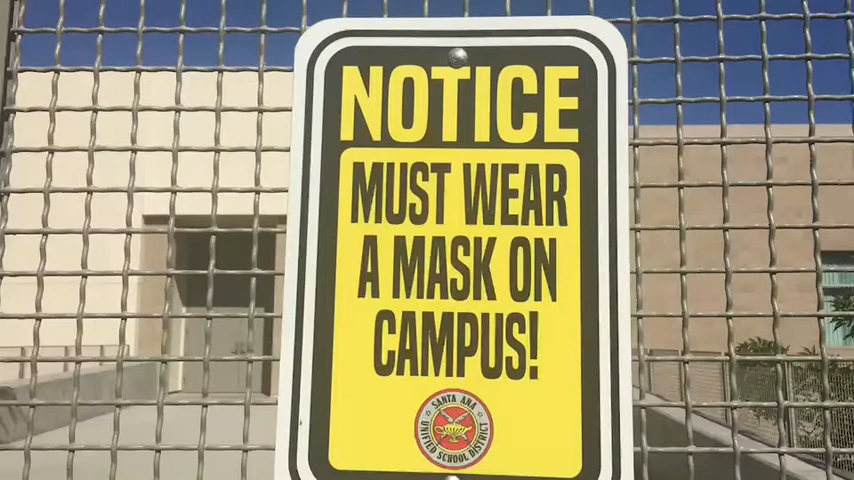 NOTICE
MUST WEAR
A MASK ON
CAMPUS!
SANTA ANA
UNIFIED SCHOOL DISTRICT